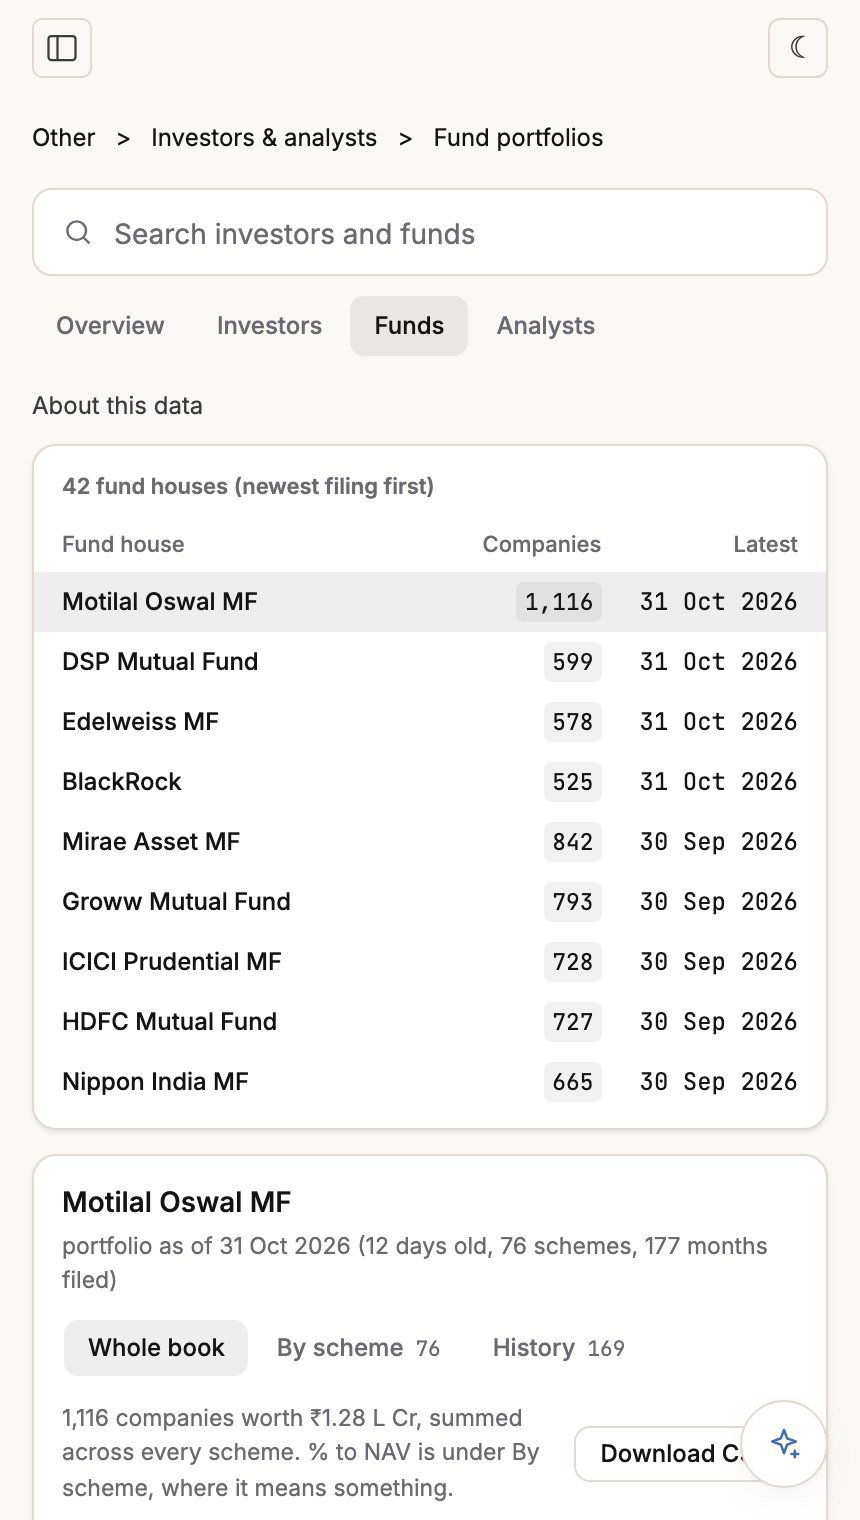 Other > Investors & analysts > Fund portfolios
Search investors and funds
Overview Investors Funds Analysts
About this data
42 fund houses (newest filing first)
Fund house Companies Latest
Motilal Oswal MF 1,116 31 Oct 2026
DSP Mutual Fund 599 31 Oct 2026
Edelweiss MF 578 31 Oct 2026
BlackRock 525 31 Oct 2026
Mirae Asset MF 842 30 Sep 2026
Groww Mutual Fund 793 30 Sep 2026
ICICI Prudential MF 728 30 Sep 2026
HDFC Mutual Fund 727 30 Sep 2026
Nippon India MF 665 30 Sep 2026
Motilal Oswal MF
portfolio as of 31 Oct 2026 (12 days old, 76 schemes, 177 months
filed)
Whole book By scheme 76 History 169
1,116 companies worth ₹1.28 L Cr, summed
across every scheme. % to NAV is under By
scheme, where it means something.
Download